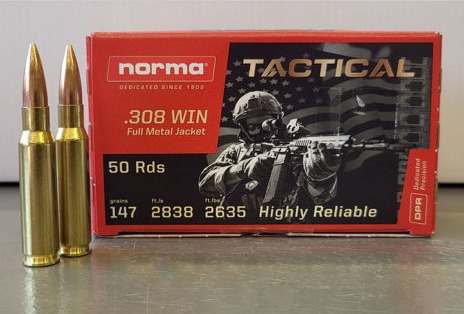 norma®
DEDICATED SINCE 1902
TACTICAL
.308 WIN
Full Metal Jacket
50 Rds
grains ft./s ft.lbs
147 2838 2635 Highly Reliable
DPR Dedicated
Precision